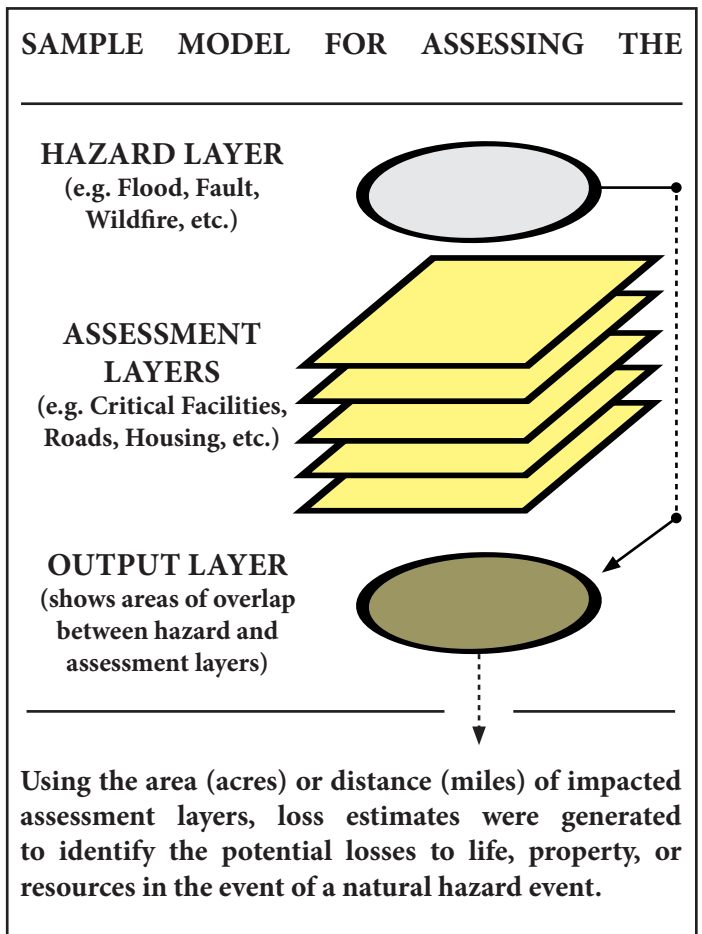 SAMPLE MODEL FOR ASSESSING THE
HAZARD LAYER
(e.g. Flood, Fault,
Wildfire, etc.)
ASSESSMENT
LAYERS
(e.g. Critical Facilities,
Roads, Housing, etc.)
OUTPUT LAYER
(shows areas of overlap
between hazard and
assessment layers)
Using the area (acres) or distance (miles) of impacted
assessment layers, loss estimates were generated
to identify the potential losses to life, property, or
resources in the event of a natural hazard event.